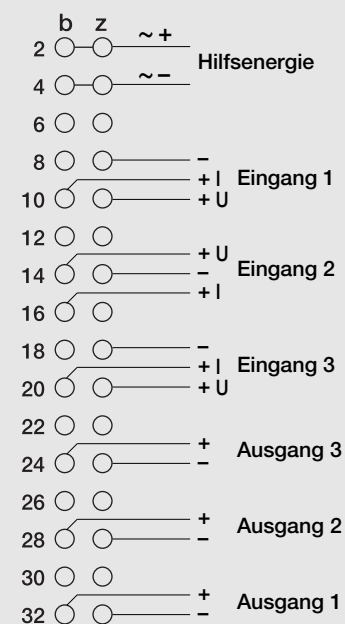 b z
2 ~ +
Hilfsenergie
4 ~ –
6
8 –
+ I Eingang 1
10 + U
12
+ U
14 – Eingang 2
+ I
16
18 –
+ I Eingang 3
20 + U
22
+ Ausgang 3
24 –
26
+ Ausgang 2
28 –
30
+ Ausgang 1
32 –